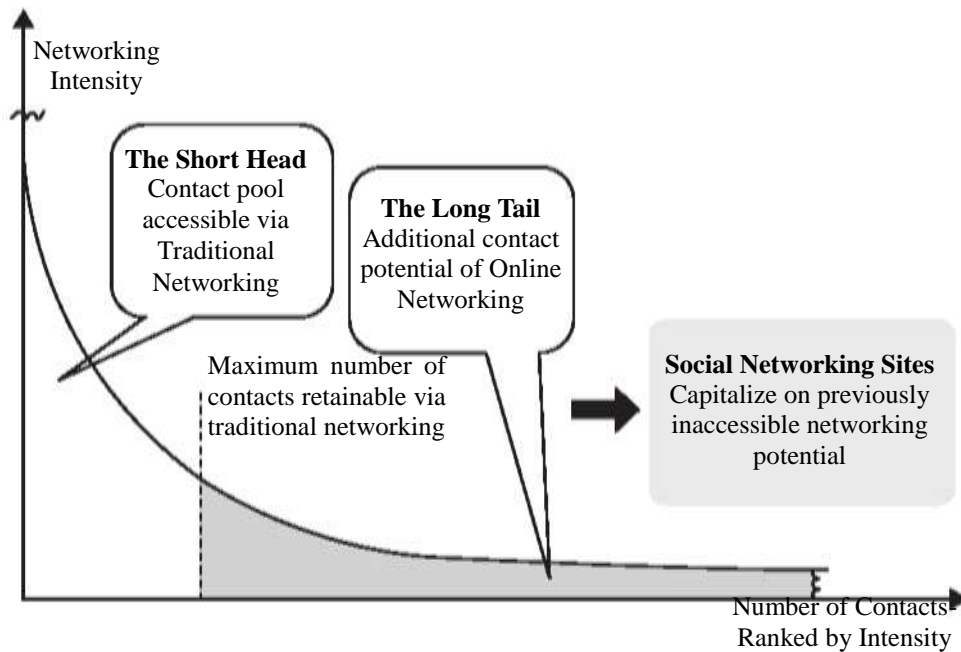 Networking
Intensity
The Short Head
Contact pool
accessible via
Traditional
Networking
The Long Tail
Additional contact
potential of Online
Networking
Maximum number of
contacts retainable via
traditional networking
Social Networking Sites
Capitalize on previously
inaccessible networking
potential
Number of Contacts-
Ranked by Intensity